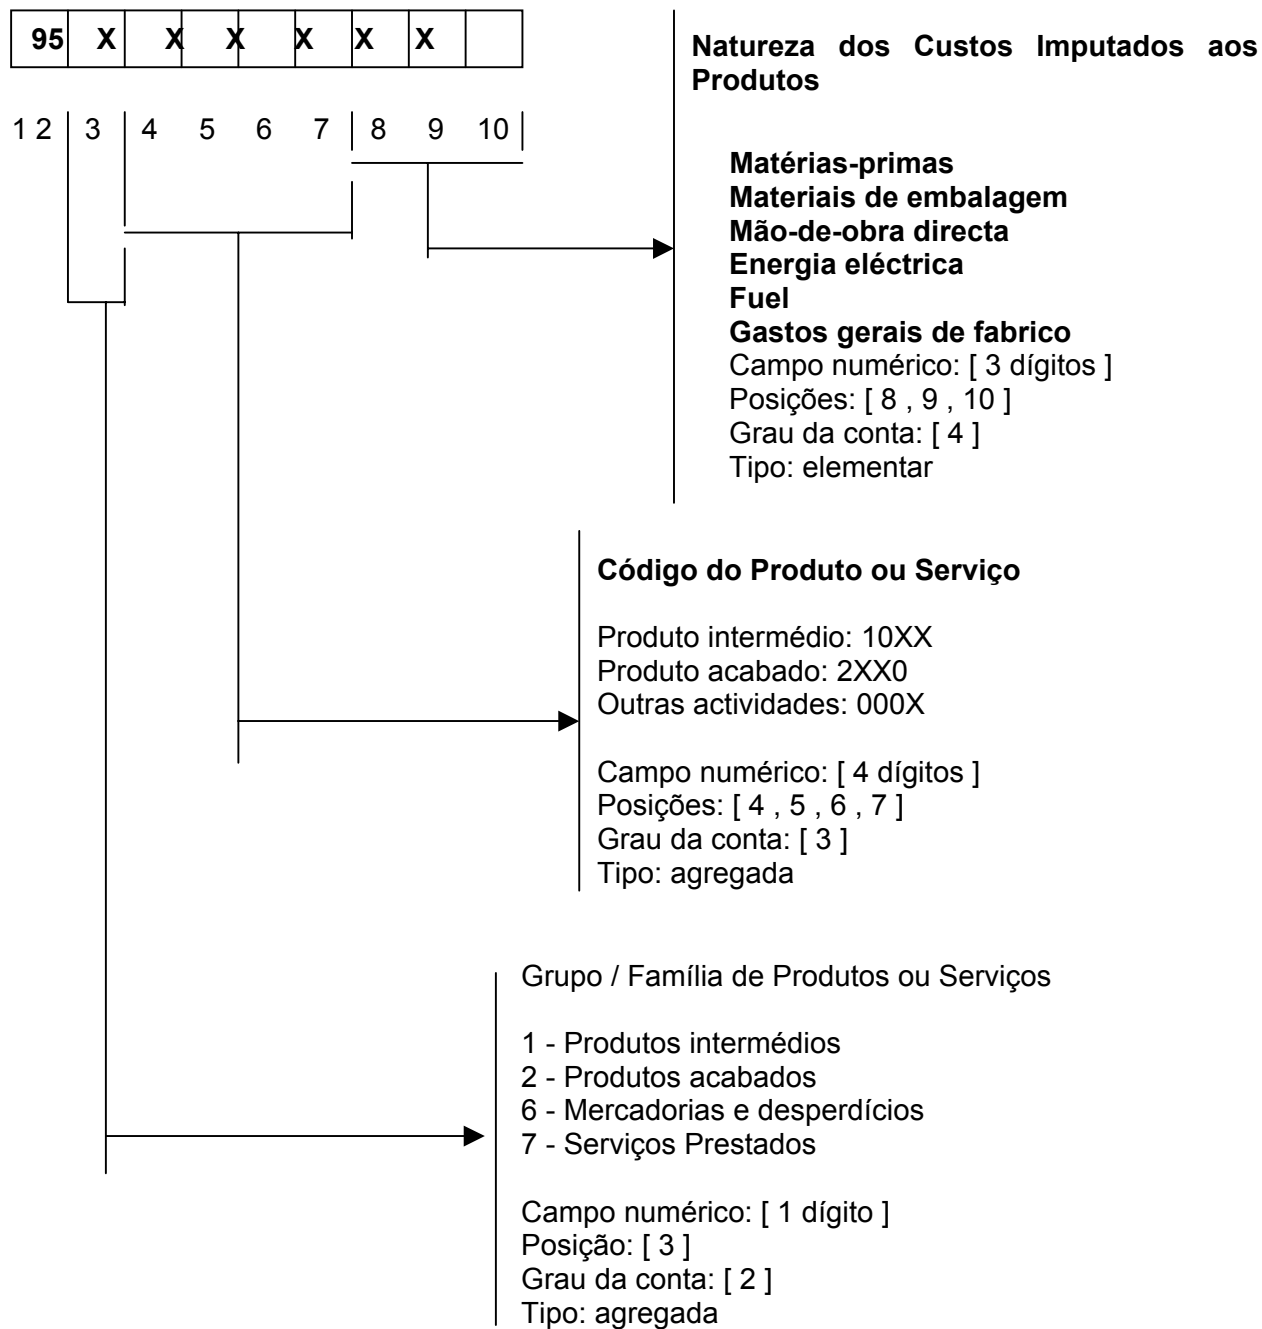 95 X X X X X X
1 2 3 4 5 6 7 8 9 10
Natureza dos Custos Imputados aos
Produtos
Matérias-primas
Materiais de embalagem
Mão-de-obra directa
Energia eléctrica
Fuel
Gastos gerais de fabrico
Campo numérico: [ 3 dígitos ]
Posições: [ 8 , 9 , 10 ]
Grau da conta: [ 4 ]
Tipo: elementar
Código do Produto ou Serviço
Produto intermédio: 10XX
Produto acabado: 2XX0
Outras actividades: 000X
Campo numérico: [ 4 dígitos ]
Posições: [ 4 , 5 , 6 , 7 ]
Grau da conta: [ 3 ]
Tipo: agregada
Grupo / Família de Produtos ou Serviços
1 - Produtos intermédios
2 - Produtos acabados
6 - Mercadorias e desperdícios
7 - Serviços Prestados
Campo numérico: [ 1 dígito ]
Posição: [ 3 ]
Grau da conta: [ 2 ]
Tipo: agregada